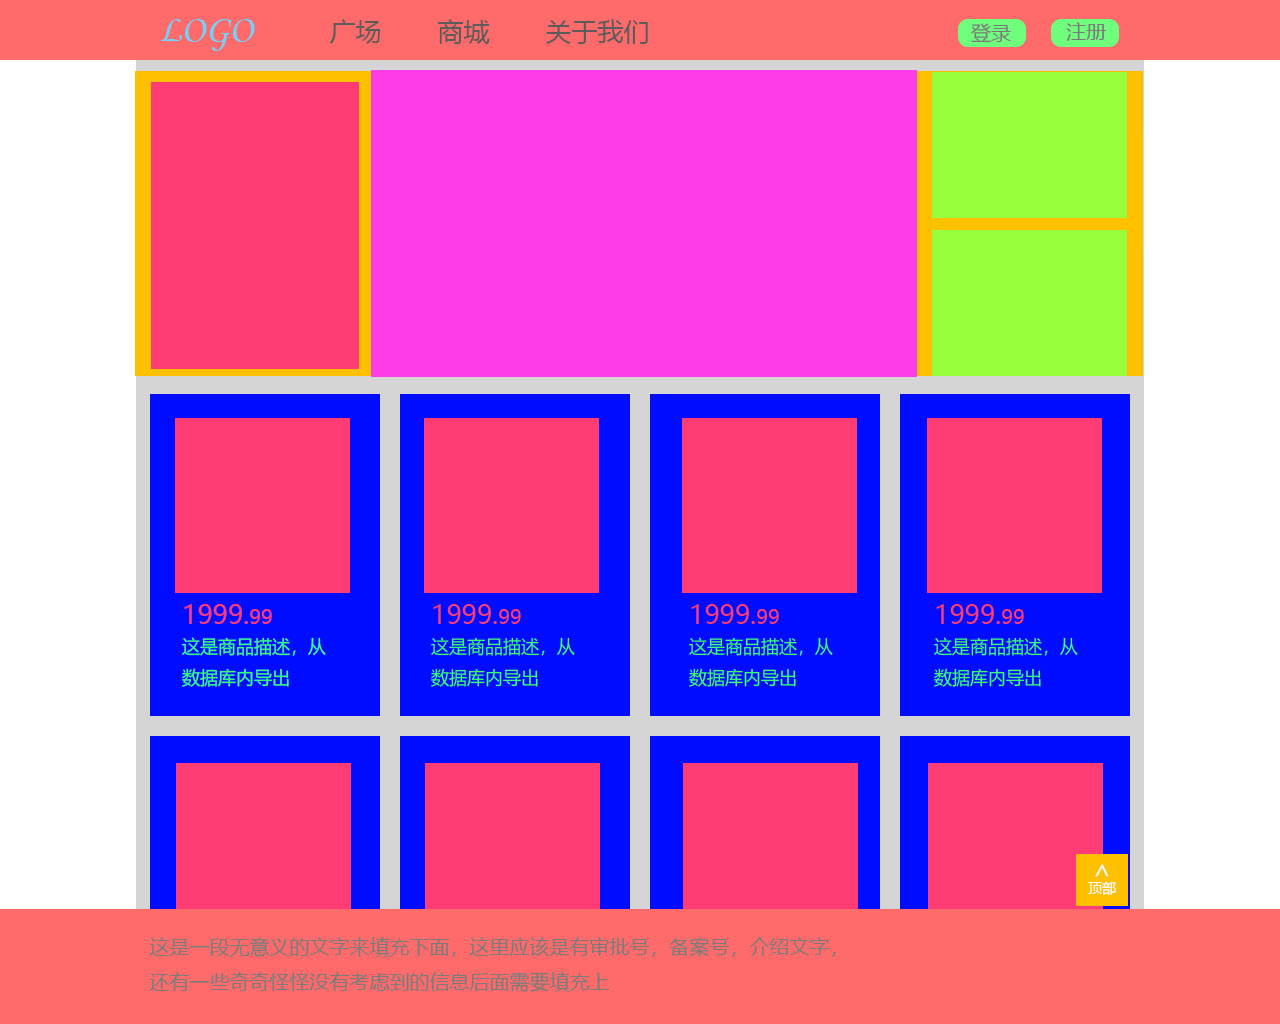 LOGO 广场 商城 关于我们 登录 注册
1999.99 1999.99 1999.99 1999.99
这是商品描述，从 这是商品描述，从 这是商品描述，从 这是商品描述，从
数据库内导出 数据库内导出 数据库内导出 数据库内导出
顶部
这是一段无意义的文字来填充下面，这里应该是有审批号，备案号，介绍文字，
还有一些奇奇怪怪没有考虑到的信息后面需要填充上